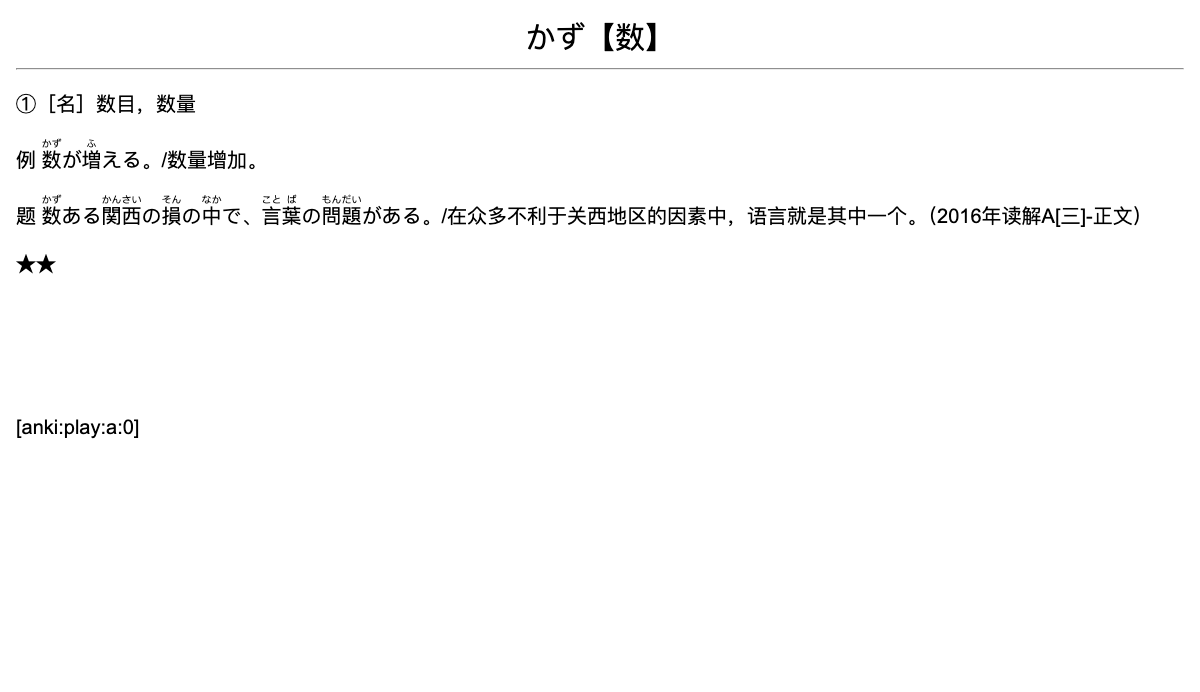 かず【数】
①［名］数目，数量
例 数かずが増ふえる。/数量增加。
题 数かずある関西かんさいの損そんの中なかで、言葉ことばの問題もんだいがある。/在众多不利于关西地区的因素中，语言就是其中一个。（2016年读解A[三]-正文）
★★
[anki:play:a:0]